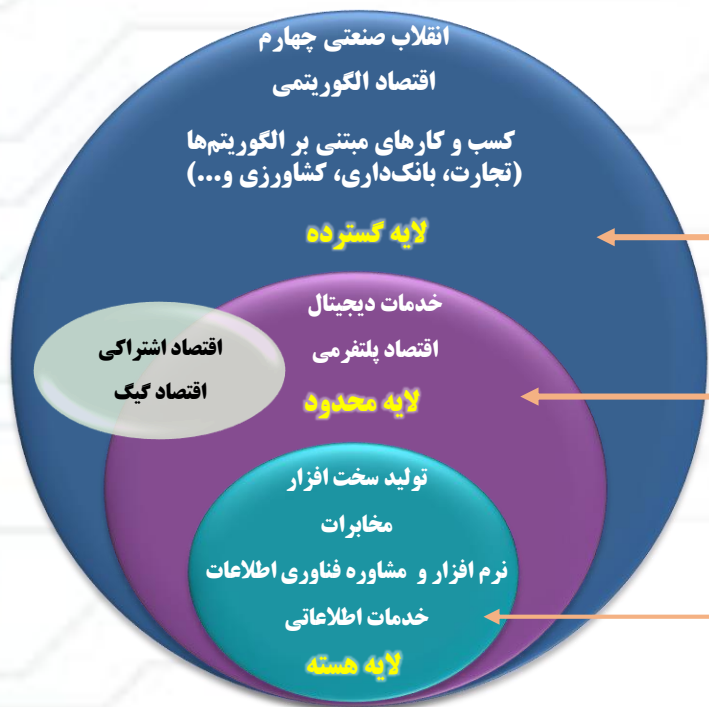 انقلاب صنعتی چهارم
اقتصاد الگوریتمی
کسب و کارهای مبتنی بر الگوریتم‌ها
(تجارت، بانک‌داری، کشاورزی و...)
لایه گسترده
خدمات دیجیتال
اقتصاد پلتفرمی
لایه محدود
اقتصاد اشتراکی
اقتصاد گیگ
تولید سخت افزار
مخابرات
نرم افزار و مشاوره فناوری اطلاعات
خدمات اطلاعاتی
لایه هسته